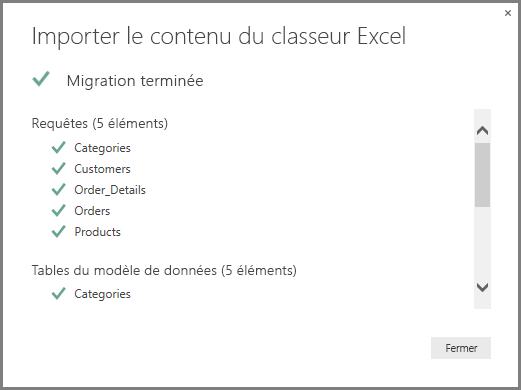 Importer le contenu du classeur Excel
Migration terminée
Requêtes (5 éléments)
Categories
Customers
Order_Details
Orders
Products
Tables du modèle de données (5 éléments)
Categories
Fermer